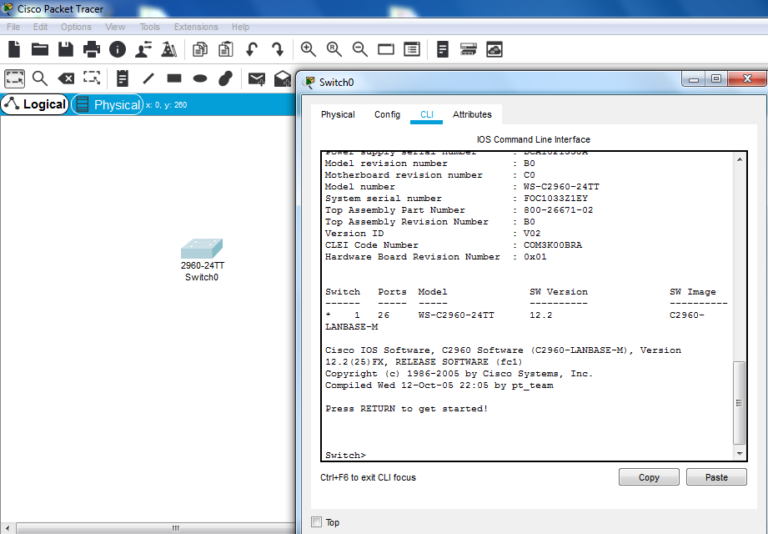 Cisco Packet Tracer
File Edit Options View Tools Extensions Help
Logical Physical x: 0, y: 260
2960-24TT
Switch0
Switch0
Physical Config CLI Attributes
IOS Command Line Interface
Power supply serial number
Model revision number : B0
Motherboard revision number : C0
Model number : WS-C2960-24TT
System serial number : FOC1033Z1EY
Top Assembly Part Number : 800-26671-02
Top Assembly Revision Number : B0
Version ID : V02
CLEI Code Number : COM3K00BRA
Hardware Board Revision Number : 0x01
Switch Ports Model SW Version SW Image
------ ----- ----- ---------- ----------
* 1 26 WS-C2960-24TT 12.2 C2960-
LANBASE-M
Cisco IOS Software, C2960 Software (C2960-LANBASE-M), Version
12.2(25)FX, RELEASE SOFTWARE (fc1)
Copyright (c) 1986-2005 by Cisco Systems, Inc.
Compiled Wed 12-Oct-05 22:05 by pt_team
Press RETURN to get started!
Switch>
Ctrl+F6 to exit CLI focus
Copy Paste
Top